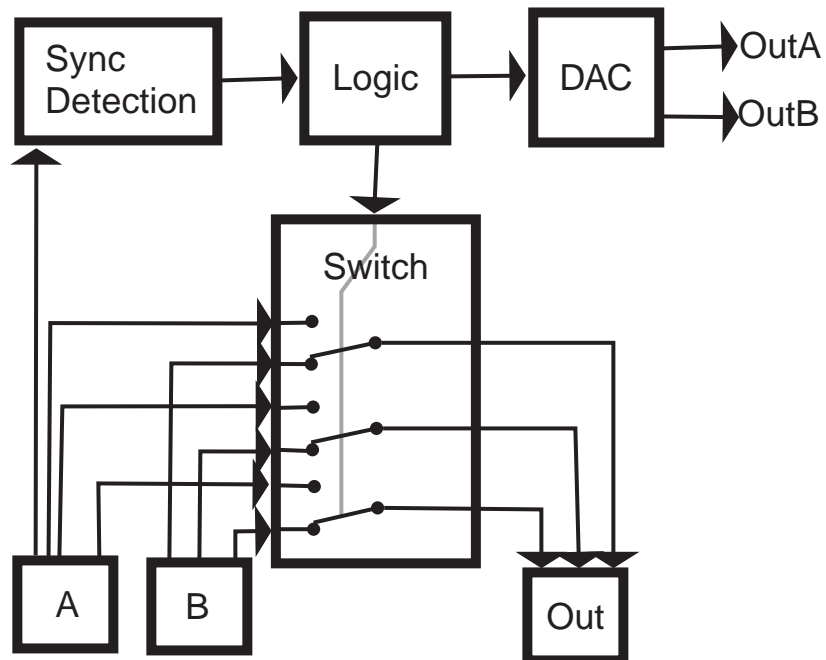 Sync
Detection
Logic
DAC
OutA
OutB
Switch
A
B
Out